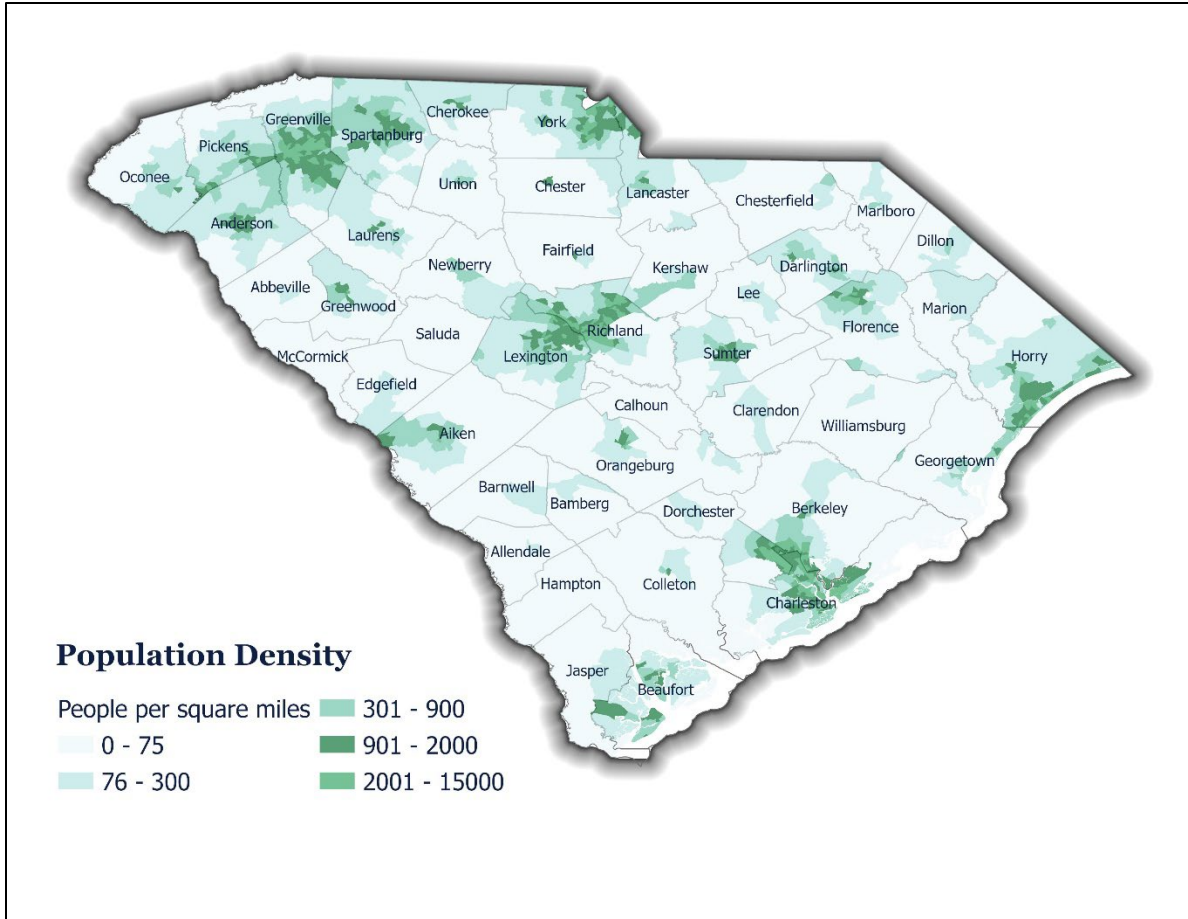 Cherokee
Greenville
York
Spartanburg
Pickens
Oconee
Union
Chester
Lancaster
Chesterfield
Marlboro
Anderson
Laurens
Dillon
Fairfield
Newberry
Kershaw
Darlington
Abbeville
Lee
Greenwood
Marion
Florence
Saluda
Richland
McCormick
Lexington
Sumter
Horry
Edgefield
Calhoun
Clarendon
Williamsburg
Aiken
Georgetown
Orangeburg
Barnwell
Bamberg
Berkeley
Dorchester
Allendale
Hampton
Colleton
Charleston
Population Density
Jasper
Beaufort
People per square miles
301 - 900
0 - 75
901 - 2000
76 - 300
2001 - 15000